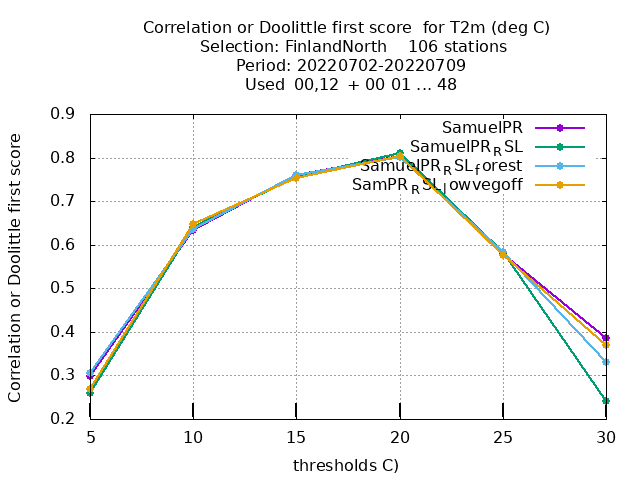 Correlation or Doolittle first score  for T2m (deg C)
Selection: FinlandNorth    106 stations
Period: 20220702-20220709
Used  00,12  + 00 01 ... 48
Correlation or Doolittle first score
0.9
0.8
0.7
0.6
0.5
0.4
0.3
0.2
SamuelPR
SamuelPR_RSL
SamuelPR_RSL_forest
SamPR_RSL_lowvegoff
5 10 15 20 25 30
thresholds C)